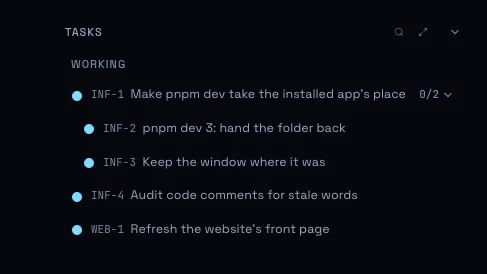 TASKS
WORKING
INF-1 Make pnpm dev take the installed app's place 0/2
INF-2 pnpm dev 3: hand the folder back
INF-3 Keep the window where it was
INF-4 Audit code comments for stale words
WEB-1 Refresh the website's front page